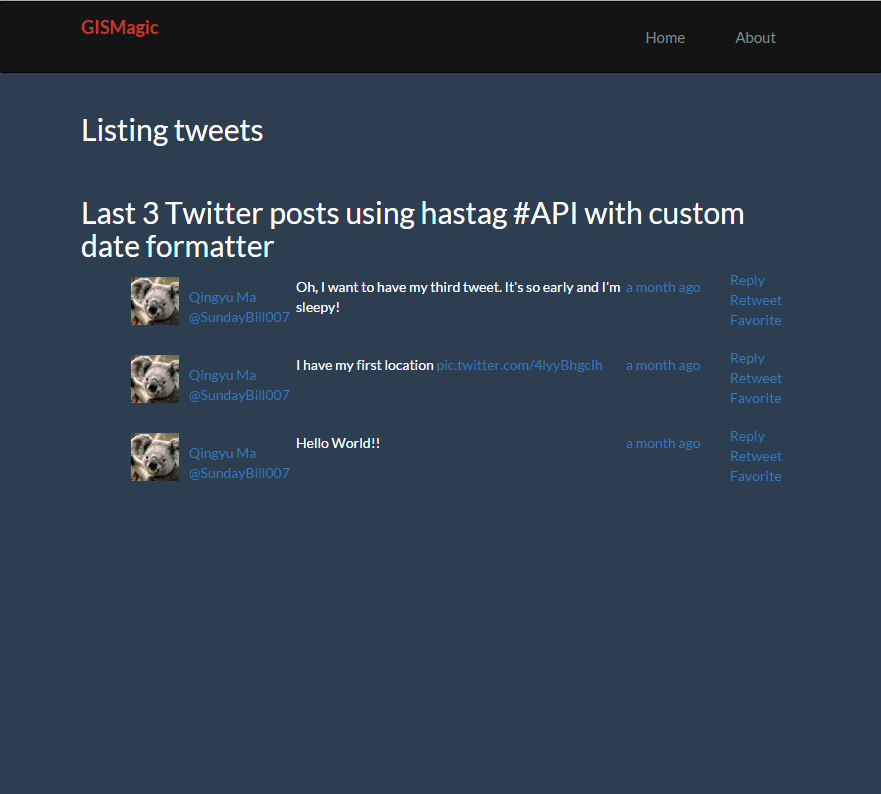 GISMagic
Home About
Listing tweets
Last 3 Twitter posts using hastag #API with custom
date formatter
Qingyu Ma
@SundayBill007
Oh, I want to have my third tweet. It's so early and I'm
sleepy!
a month ago
Reply
Retweet
Favorite
Qingyu Ma
@SundayBill007
I have my first location pic.twitter.com/4lyyBhgcIh
a month ago
Reply
Retweet
Favorite
Qingyu Ma
@SundayBill007
Hello World!!
a month ago
Reply
Retweet
Favorite